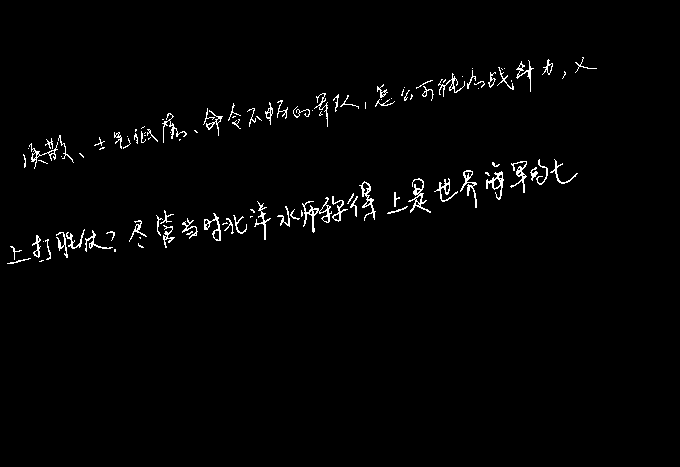 涣散、士气低落、命令不畅的军队,怎么可能有战斗力,又
上打胜仗?尽管当时北洋水师称得上是世界海军的七